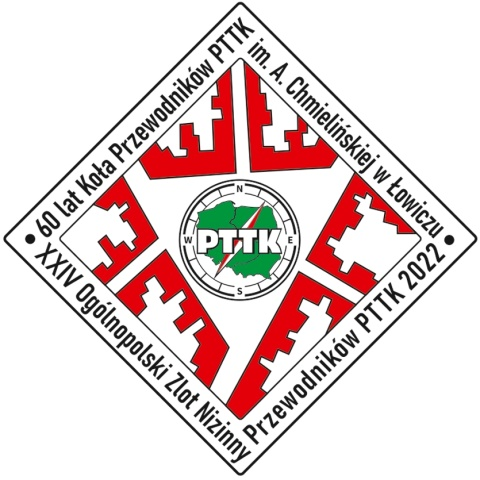 60 lat Koła Przewodników PTTK
im. A. Chmielińskiej w Łowiczu
XXIV Ogólnopolski Zlot Nizinny
Przewodników PTTK 2022
N
W
E
S
PTTK